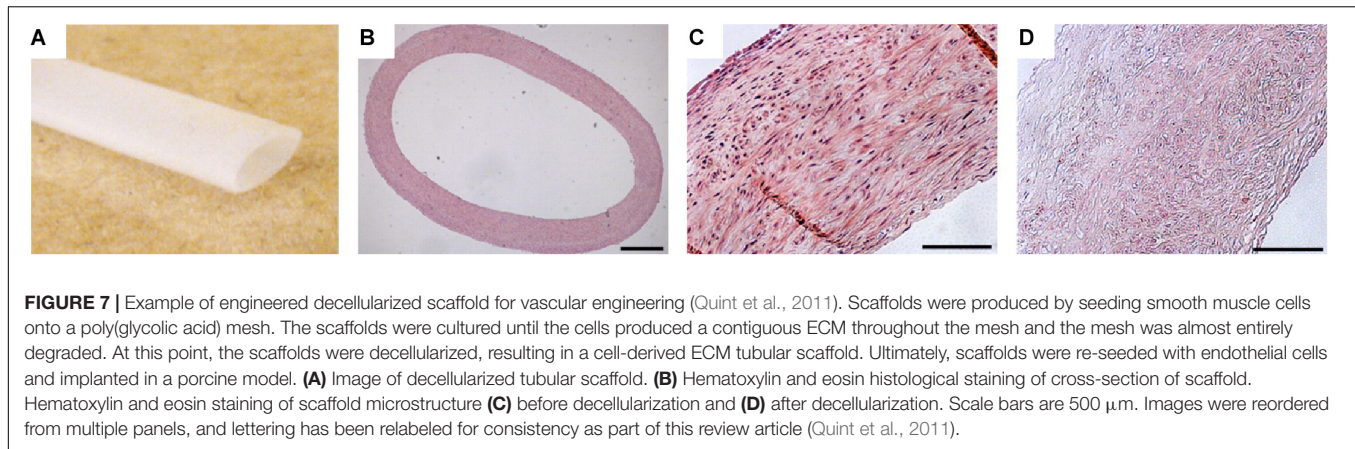 A B C D
FIGURE 7 | Example of engineered decellularized scaffold for vascular engineering (Quint et al., 2011). Scaffolds were produced by seeding smooth muscle cells
onto a poly(glycolic acid) mesh. The scaffolds were cultured until the cells produced a contiguous ECM throughout the mesh and the mesh was almost entirely
degraded. At this point, the scaffolds were decellularized, resulting in a cell-derived ECM tubular scaffold. Ultimately, scaffolds were re-seeded with endothelial cells
and implanted in a porcine model. (A) Image of decellularized tubular scaffold. (B) Hematoxylin and eosin histological staining of cross-section of scaffold.
Hematoxylin and eosin staining of scaffold microstructure (C) before decellularization and (D) after decellularization. Scale bars are 500 μm. Images were reordered
from multiple panels, and lettering has been relabeled for consistency as part of this review article (Quint et al., 2011).